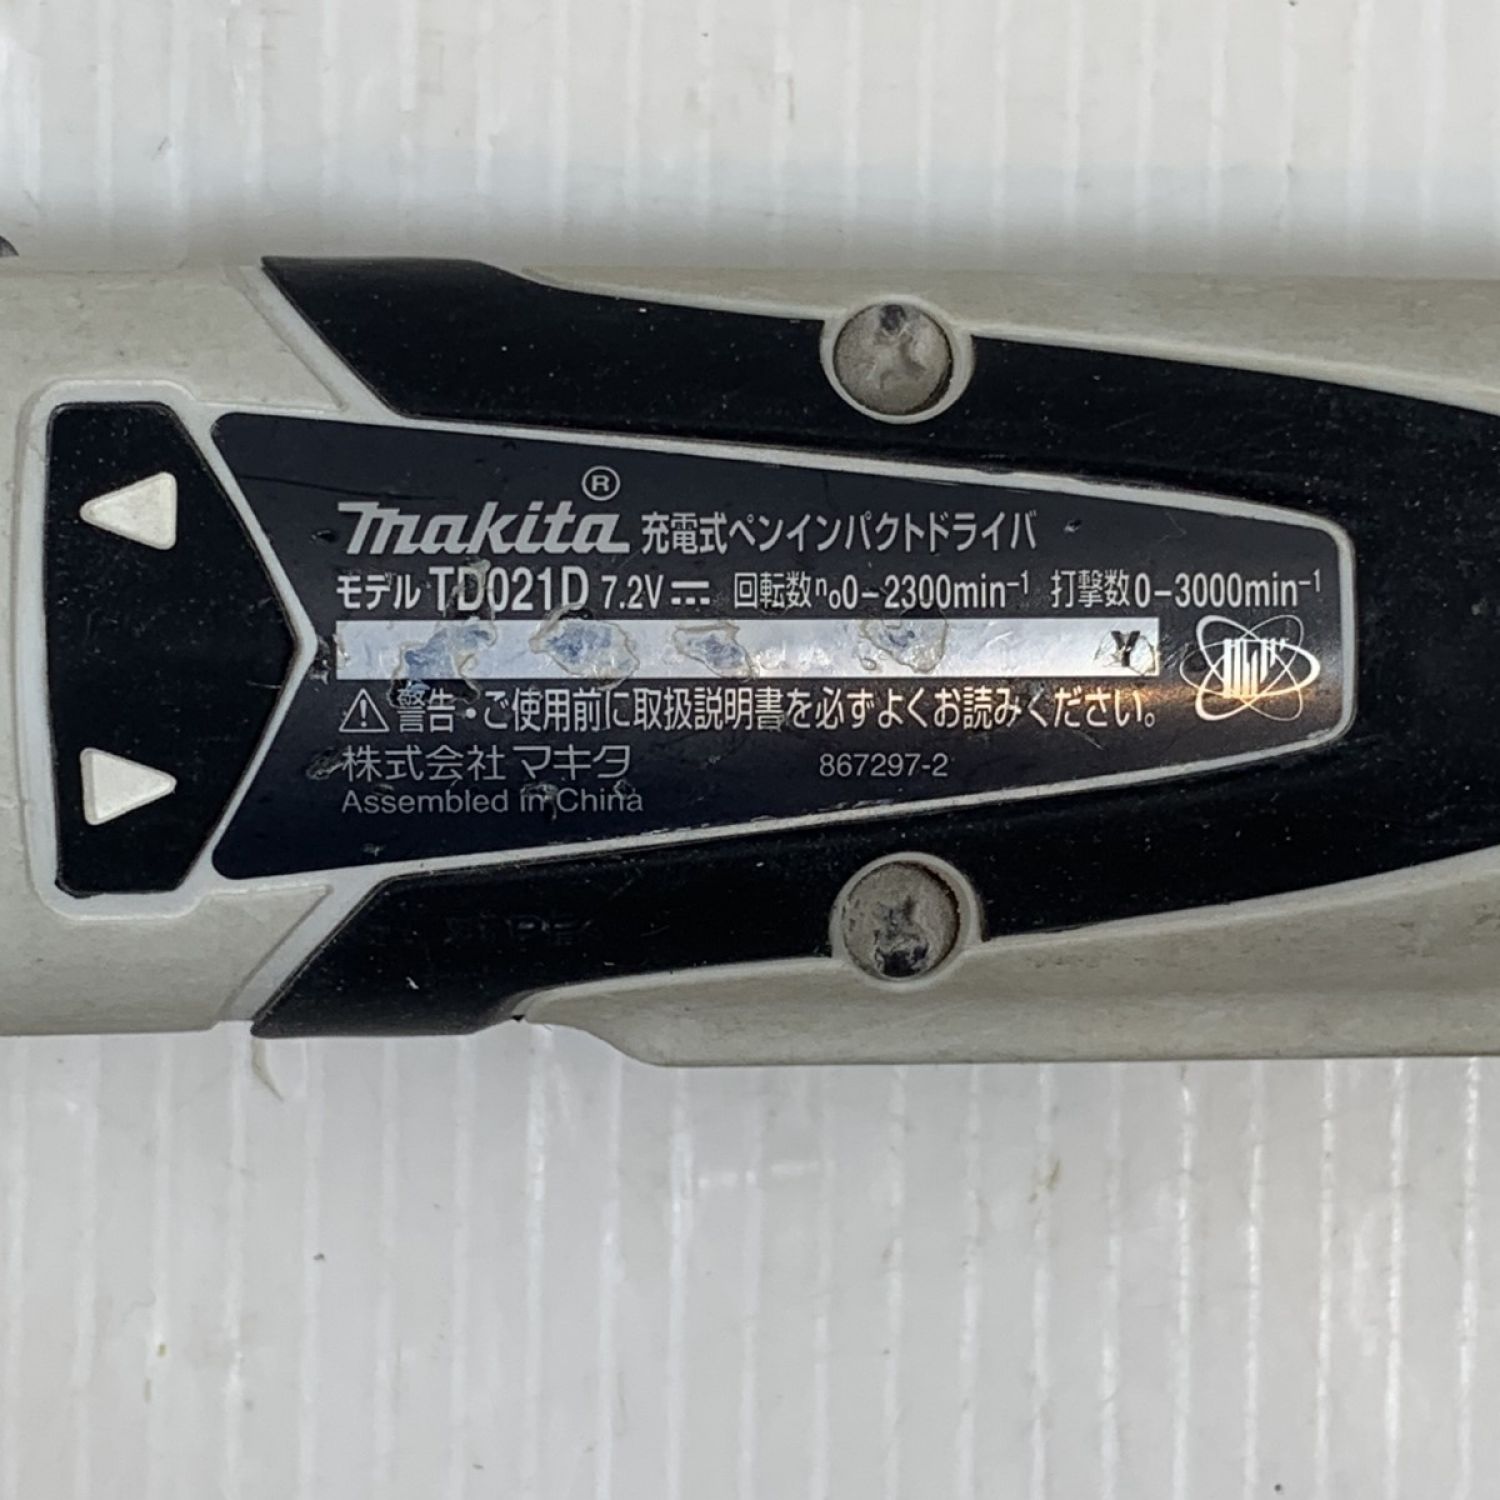 makita® 充電式ペンインパクトドライバ
モデル TD021D 7.2V⎓ 回転数n₀0−2300min⁻¹ 打撃数0−3000min⁻¹
Y
⚠警告・ご使用前に取扱説明書を必ずよくお読みください。
株式会社マキタ 867297-2
Assembled in China